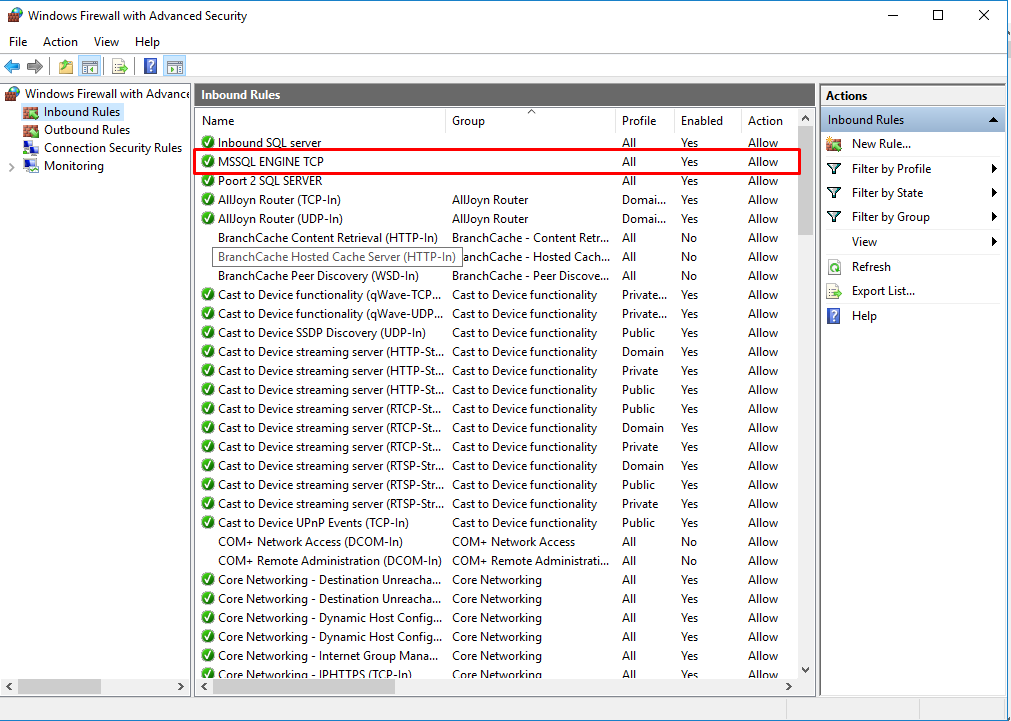 Windows Firewall with Advanced Security
File Action View Help
Windows Firewall with Advance
Inbound Rules
Outbound Rules
Connection Security Rules
Monitoring
Inbound Rules
Name Group Profile Enabled Action
Inbound SQL server All Yes Allow
MSSQL ENGINE TCP All Yes Allow
Poort 2 SQL SERVER All Yes Allow
AllJoyn Router (TCP-In) AllJoyn Router Domai... Yes Allow
AllJoyn Router (UDP-In) AllJoyn Router Domai... Yes Allow
BranchCache Content Retrieval (HTTP-In) BranchCache - Content Retr... All No Allow
BranchCache Hosted Cache Server (HTTP-In) anchCache - Hosted Cach... All No Allow
BranchCache Peer Discovery (WSD-In) BranchCache - Peer Discove... All No Allow
Cast to Device functionality (qWave-TCP... Cast to Device functionality Private... Yes Allow
Cast to Device functionality (qWave-UDP... Cast to Device functionality Private... Yes Allow
Cast to Device SSDP Discovery (UDP-In) Cast to Device functionality Public Yes Allow
Cast to Device streaming server (HTTP-St... Cast to Device functionality Domain Yes Allow
Cast to Device streaming server (HTTP-St... Cast to Device functionality Private Yes Allow
Cast to Device streaming server (HTTP-St... Cast to Device functionality Public Yes Allow
Cast to Device streaming server (RTCP-St... Cast to Device functionality Public Yes Allow
Cast to Device streaming server (RTCP-St... Cast to Device functionality Domain Yes Allow
Cast to Device streaming server (RTCP-St... Cast to Device functionality Private Yes Allow
Cast to Device streaming server (RTSP-Str... Cast to Device functionality Domain Yes Allow
Cast to Device streaming server (RTSP-Str... Cast to Device functionality Public Yes Allow
Cast to Device streaming server (RTSP-Str... Cast to Device functionality Private Yes Allow
Cast to Device UPnP Events (TCP-In) Cast to Device functionality Public Yes Allow
COM+ Network Access (DCOM-In) COM+ Network Access All No Allow
COM+ Remote Administration (DCOM-In) COM+ Remote Administrati... All No Allow
Core Networking - Destination Unreacha... Core Networking All Yes Allow
Core Networking - Destination Unreacha... Core Networking All Yes Allow
Core Networking - Dynamic Host Config... Core Networking All Yes Allow
Core Networking - Dynamic Host Config... Core Networking All Yes Allow
Core Networking - Internet Group Mana... Core Networking All Yes Allow
Core Networking - IPHTTPS (TCP-In) Core Networking All Yes Allow
Actions
Inbound Rules
New Rule...
Filter by Profile
Filter by State
Filter by Group
View
Refresh
Export List...
Help